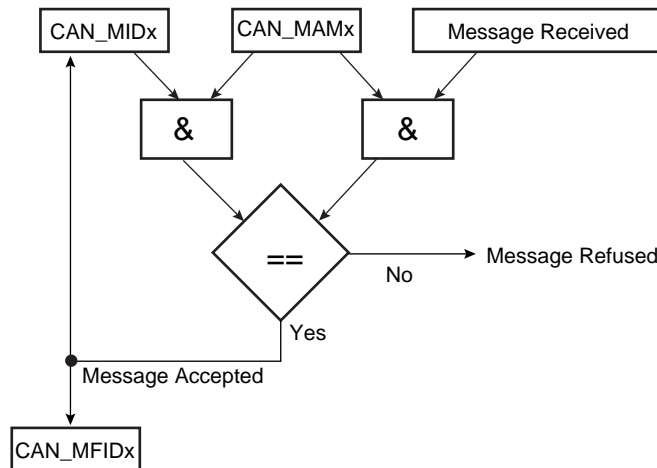 CAN_MIDx
CAN_MAMx
Message Received
&
&
==
No
Message Refused
Yes
Message Accepted
CAN_MFIDx